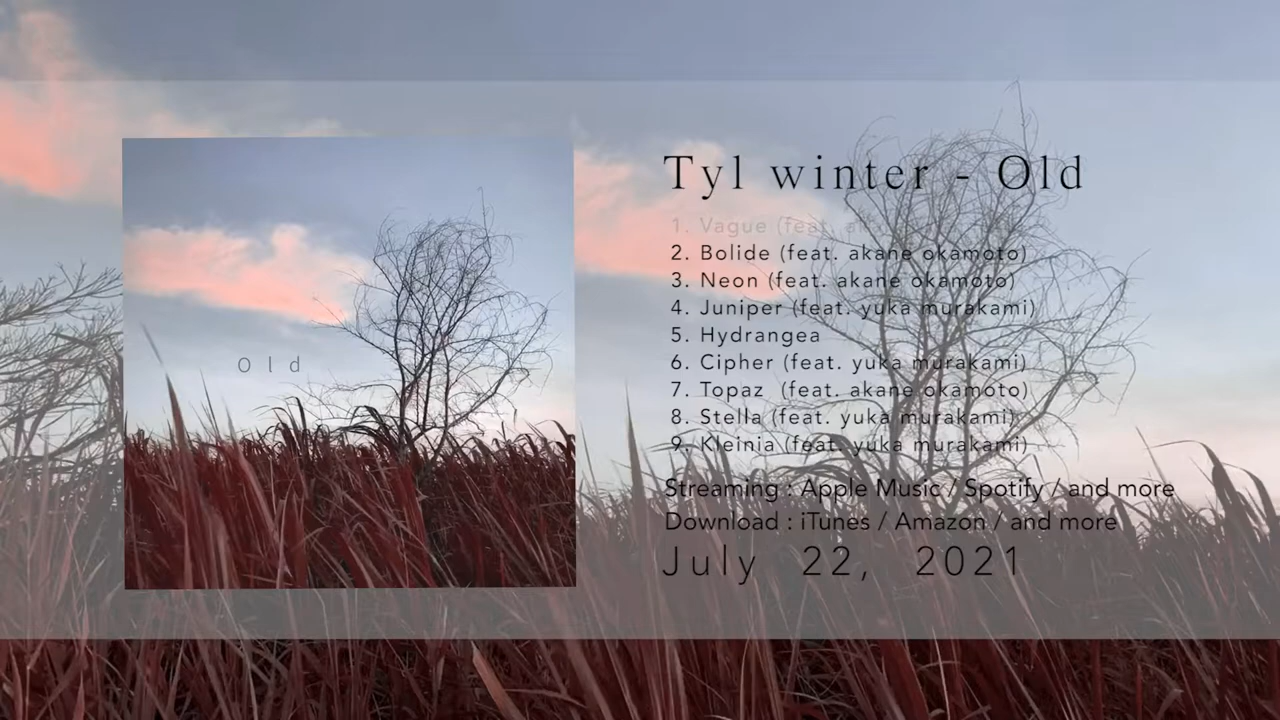 Old
Tyl winter - Old
1. Vague (feat.
2. Bolide (feat. akane okamoto)
3. Neon (feat. akane okamoto)
4. Juniper (feat. yuka murakami)
5. Hydrangea
6. Cipher (feat. yuka murakami)
7. Topaz (feat. akane okamoto)
8. Stella (feat. yuka murakami)
9. Kleinia (feat. yuka murakami)
Streaming : Apple Music / Spotify / and more
Download : iTunes / Amazon / and more
July 22, 2021